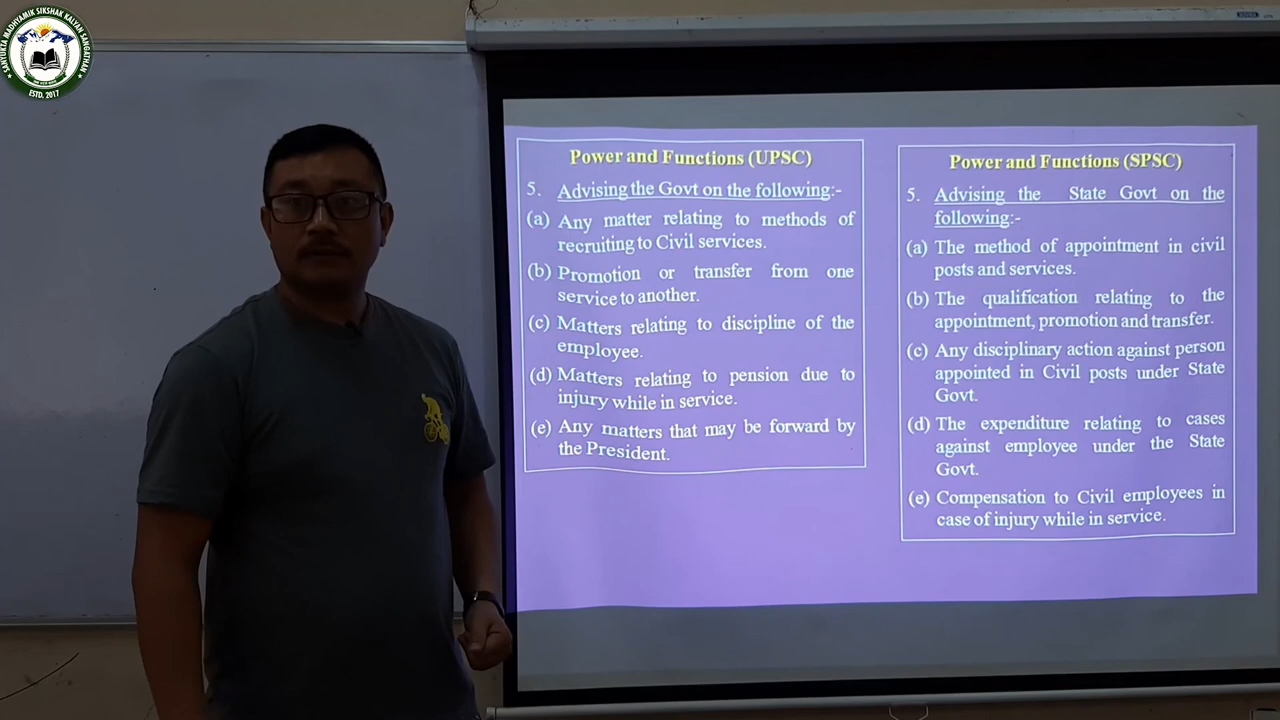 SANYUKTA MADHYAMIK SIKSHAK KALYAN SANGATHAN
ESTD. 2017
Power and Functions (UPSC)
5. Advising the Govt on the following:-
(a) Any matter relating to methods of
recruiting to Civil services.
(b) Promotion or transfer from one
service to another.
(c) Matters relating to discipline of the
employee.
(d) Matters relating to pension due to
injury while in service.
(e) Any matters that may be forward by
the President.
Power and Functions (SPSC)
5. Advising the State Govt on the
following:-
(a) The method of appointment in civil
posts and services.
(b) The qualification relating to the
appointment, promotion and transfer.
(c) Any disciplinary action against person
appointed in Civil posts under State
Govt.
(d) The expenditure relating to cases
against employee under the State
Govt.
(e) Compensation to Civil employees in
case of injury while in service.